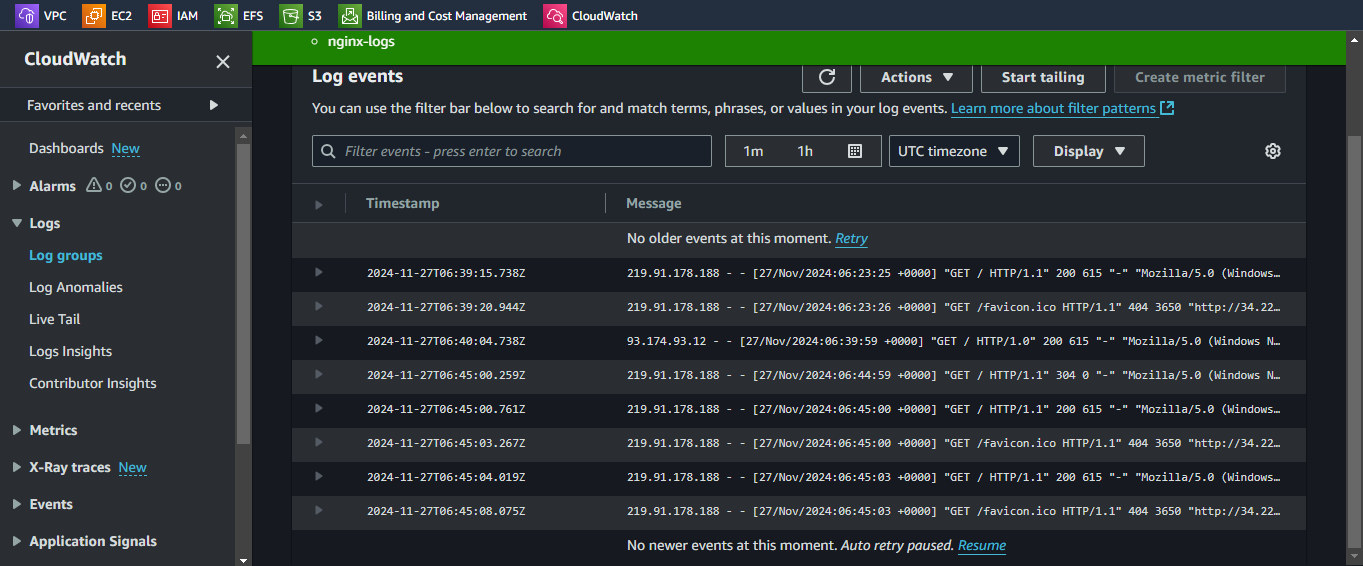 VPC EC2 IAM EFS S3 Billing and Cost Management CloudWatch
CloudWatch
Favorites and recents
Dashboards New
Alarms 0 0 0
Logs
Log groups
Log Anomalies
Live Tail
Logs Insights
Contributor Insights
Metrics
X-Ray traces New
Events
Application Signals
nginx-logs
Log events
Actions
Start tailing
Create metric filter
You can use the filter bar below to search for and match terms, phrases, or values in your log events. Learn more about filter patterns
Filter events - press enter to search
1m 1h
UTC timezone
Display
Timestamp Message
No older events at this moment. Retry
2024-11-27T06:39:15.738Z 219.91.178.188 - - [27/Nov/2024:06:23:25 +0000] "GET / HTTP/1.1" 200 615 "-" "Mozilla/5.0 (Windows…
2024-11-27T06:39:20.944Z 219.91.178.188 - - [27/Nov/2024:06:23:26 +0000] "GET /favicon.ico HTTP/1.1" 404 3650 "http://34.22…
2024-11-27T06:40:04.738Z 93.174.93.12 - - [27/Nov/2024:06:39:59 +0000] "GET / HTTP/1.0" 200 615 "-" "Mozilla/5.0 (Windows N…
2024-11-27T06:45:00.259Z 219.91.178.188 - - [27/Nov/2024:06:44:59 +0000] "GET / HTTP/1.1" 304 0 "-" "Mozilla/5.0 (Windows N…
2024-11-27T06:45:00.761Z 219.91.178.188 - - [27/Nov/2024:06:45:00 +0000] "GET / HTTP/1.1" 200 615 "-" "Mozilla/5.0 (Windows…
2024-11-27T06:45:03.267Z 219.91.178.188 - - [27/Nov/2024:06:45:00 +0000] "GET /favicon.ico HTTP/1.1" 404 3650 "http://34.22…
2024-11-27T06:45:04.019Z 219.91.178.188 - - [27/Nov/2024:06:45:03 +0000] "GET / HTTP/1.1" 200 615 "-" "Mozilla/5.0 (Windows…
2024-11-27T06:45:08.075Z 219.91.178.188 - - [27/Nov/2024:06:45:03 +0000] "GET /favicon.ico HTTP/1.1" 404 3650 "http://34.22…
No newer events at this moment. Auto retry paused. Resume